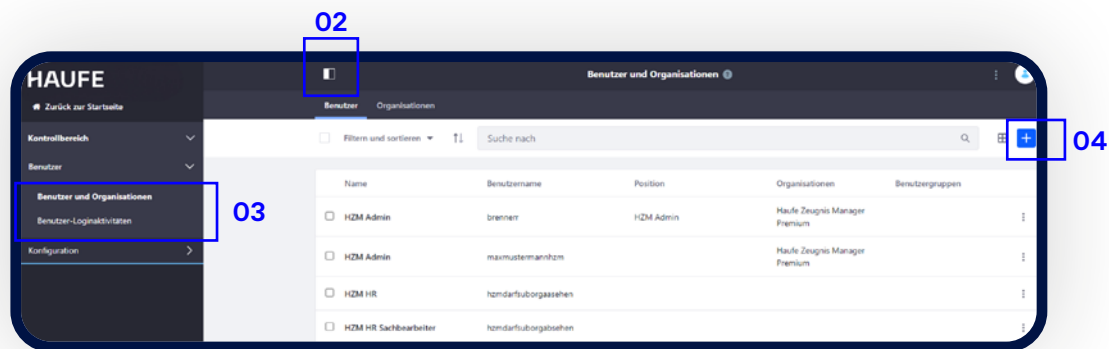 02
HAUFE
Benutzer und Organisationen
Zurück zur Startseite
Benutzer Organisationen
Kontrollbereich
Filtern und sortieren Suche nach
04
Benutzer
Name Benutzername Position Organisationen Benutzergruppen
Benutzer und Organisationen
03
Benutzer-Loginaktivitäten
HZM Admin brennerr HZM Admin Haufe Zeugnis Manager
Premium
Konfiguration
HZM Admin maxmustermannhzm Haufe Zeugnis Manager
Premium
HZM HR hzmdarfsuborgaasehen
HZM HR Sachbearbeiter hzmdarfsuborgabsehen